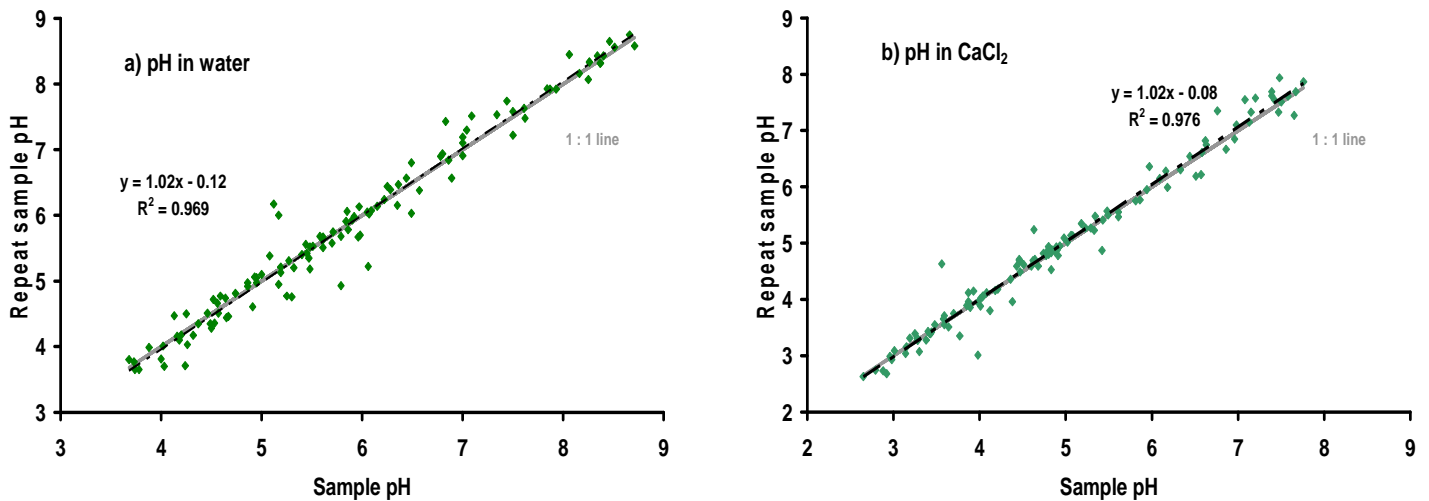 a) pH in water
y = 1.02x - 0.12
R² = 0.969
1 : 1 line
Repeat sample pH
9
8
7
6
5
4
3
3 4 5 6 7 8 9
Sample pH
b) pH in CaCl₂
y = 1.02x - 0.08
R² = 0.976
1 : 1 line
Repeat sample pH
9
8
7
6
5
4
3
2
2 3 4 5 6 7 8 9
Sample pH